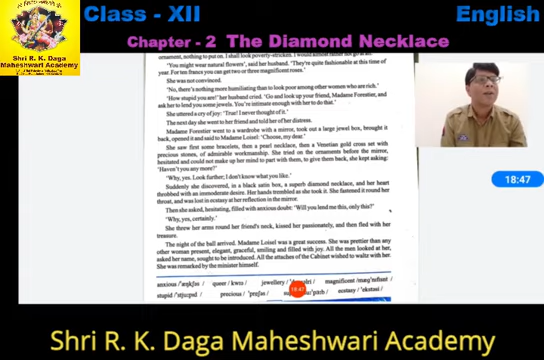 Class - XII English
Chapter - 2 The Diamond Necklace
Shri R. K. Daga
Maheshwari Academy
ornament, nothing to put on. I shall look poverty-stricken. I would almost rather not go at all.'
'You might wear natural flowers', said her husband. 'They're quite fashionable at this time of
year. For ten francs you can get two or three magnificent roses.'
She was not convinced.
'No, there's nothing more humiliating than to look poor among other women who are rich.'
'How stupid you are!' her husband cried. 'Go and look up your friend, Madame Forestier, and
ask her to lend you some jewels. You're intimate enough with her to do that.'
She uttered a cry of joy: 'True! I never thought of it.'
The next day she went to her friend and told her of her distress.
Madame Forestier went to a wardrobe with a mirror, took out a large jewel box, brought it
back, opened it and said to Madame Loisel: 'Choose, my dear.'
She saw first some bracelets, then a pearl necklace, then a Venetian gold cross set with
precious stones, of admirable workmanship. She tried on the ornaments before the mirror,
hesitated and could not make up her mind to part with them, to give them back, she kept asking:
'Haven't you any more?'
'Why, yes. Look further; I don't know what you like.'
Suddenly she discovered, in a black satin box, a superb diamond necklace, and her heart
throbbed with an immoderate desire. Her hands trembled as she took it. She fastened it round her
throat, and was lost in ecstasy at her reflection in the mirror.
Then she asked, hesitating, filled with anxious doubt: 'Will you lend me this, only this?'
'Why, yes, certainly.'
She threw her arms round her friend's neck, kissed her passionately, and then fled with her
treasure.
The night of the ball arrived. Madame Loisel was a great success. She was prettier than any
other woman present, elegant, graceful, smiling and filled with joy. All the men looked at her,
asked her name, sought to be introduced. All the attaches of the Cabinet wished to waltz with her.
She was remarked by the minister himself.
anxious /ˈæŋkʃəs/ queer / kwɪə / jewellery / magnificent /mæɡˈnɪfɪsnt /
stupid /ˈstjuːpɪd/ precious / ˈpreʃəs / ecstasy / ˈekstəsi /
18:47
18:47
Shri R. K. Daga Maheshwari Academy